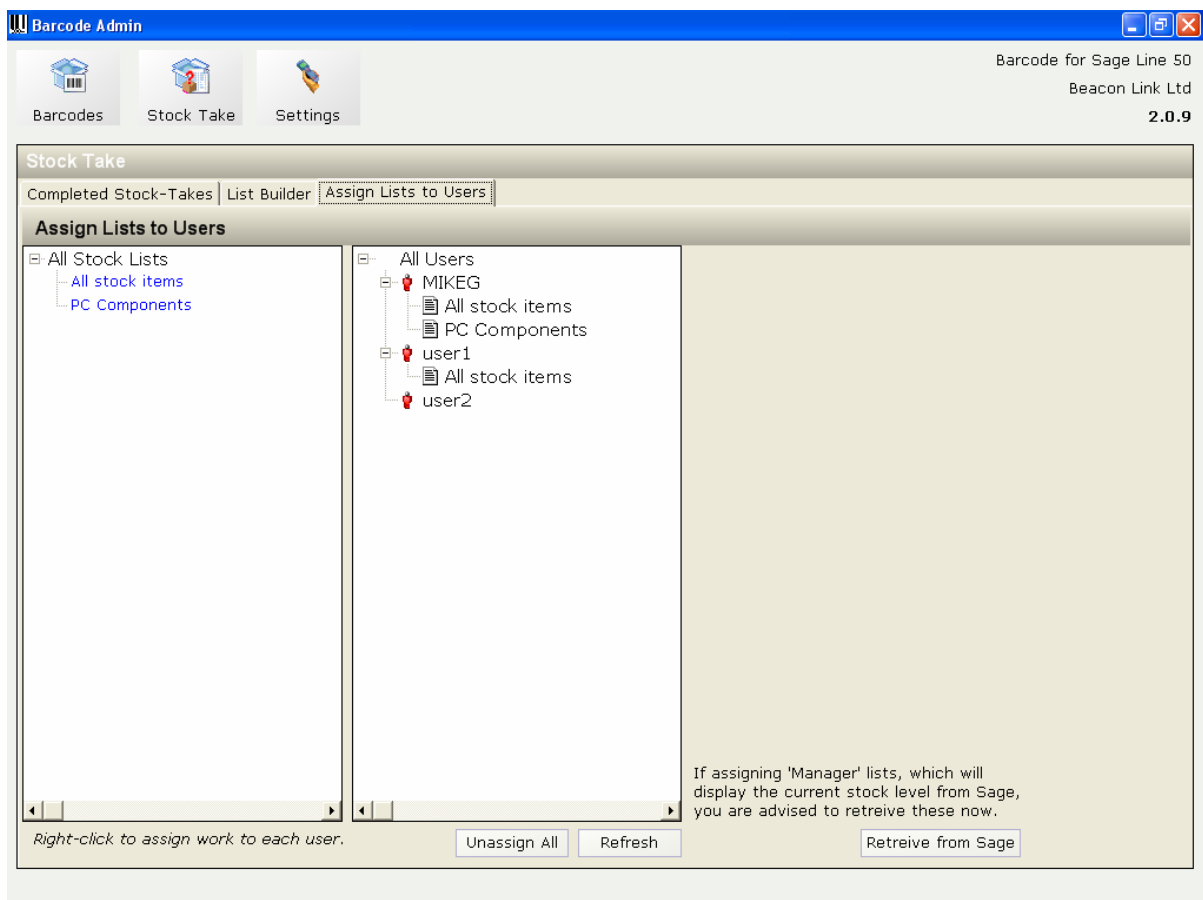 Barcode Admin
Barcodes
Stock Take
Settings
Barcode for Sage Line 50
Beacon Link Ltd
2.0.9
Stock Take
Completed Stock-Takes
List Builder
Assign Lists to Users
Assign Lists to Users
All Stock Lists
All stock items
PC Components
All Users
MIKEG
All stock items
PC Components
user1
All stock items
user2
If assigning 'Manager' lists, which will
display the current stock level from Sage,
you are advised to retreive these now.
Right-click to assign work to each user.
Unassign All
Refresh
Retreive from Sage